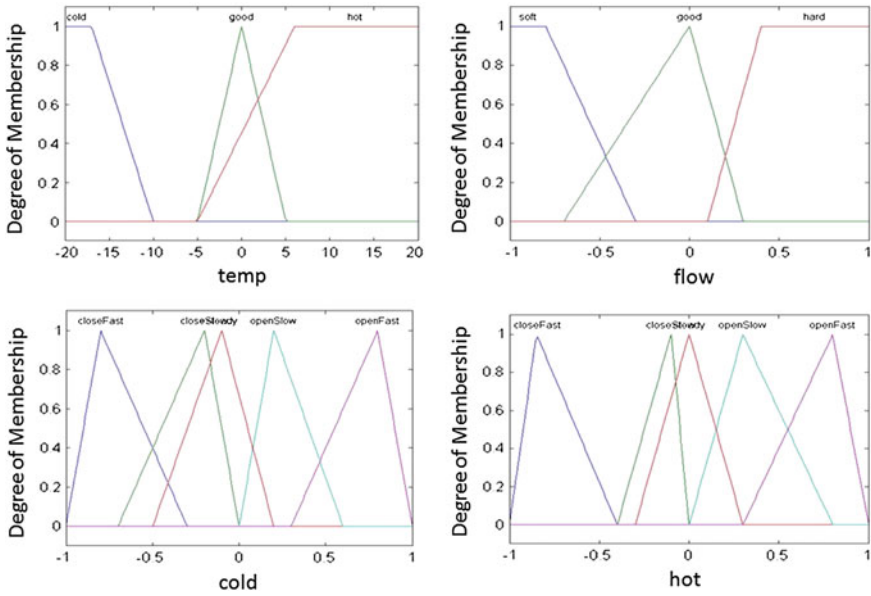 cold good hot
1
0.8
0.6
0.4
0.2
0
-20 -15 -10 -5 0 5 10 15 20
Degree of Membership
temp
soft good hard
1
0.8
0.6
0.4
0.2
0
-1 -0.5 0 0.5 1
Degree of Membership
flow
closeFast openSlow openFast
1
0.8
0.6
0.4
0.2
0
-1 -0.5 0 0.5 1
Degree of Membership
cold
closeFast openSlow openFast
1
0.8
0.6
0.4
0.2
0
-1 -0.5 0 0.5 1
Degree of Membership
hot